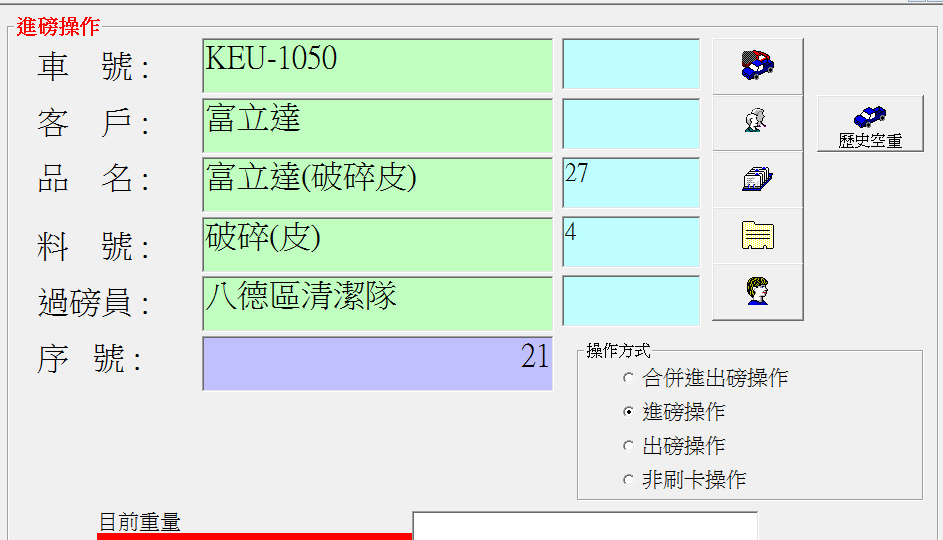 進磅操作
車 號 : KEU-1050
客 戶 : 富立達
歷史空重
品 名 : 富立達(破碎皮) 27
料 號 : 破碎(皮) 4
過磅員 : 八德區清潔隊
序 號 : 21
操作方式
合併進出磅操作
進磅操作
出磅操作
非刷卡操作
目前重量